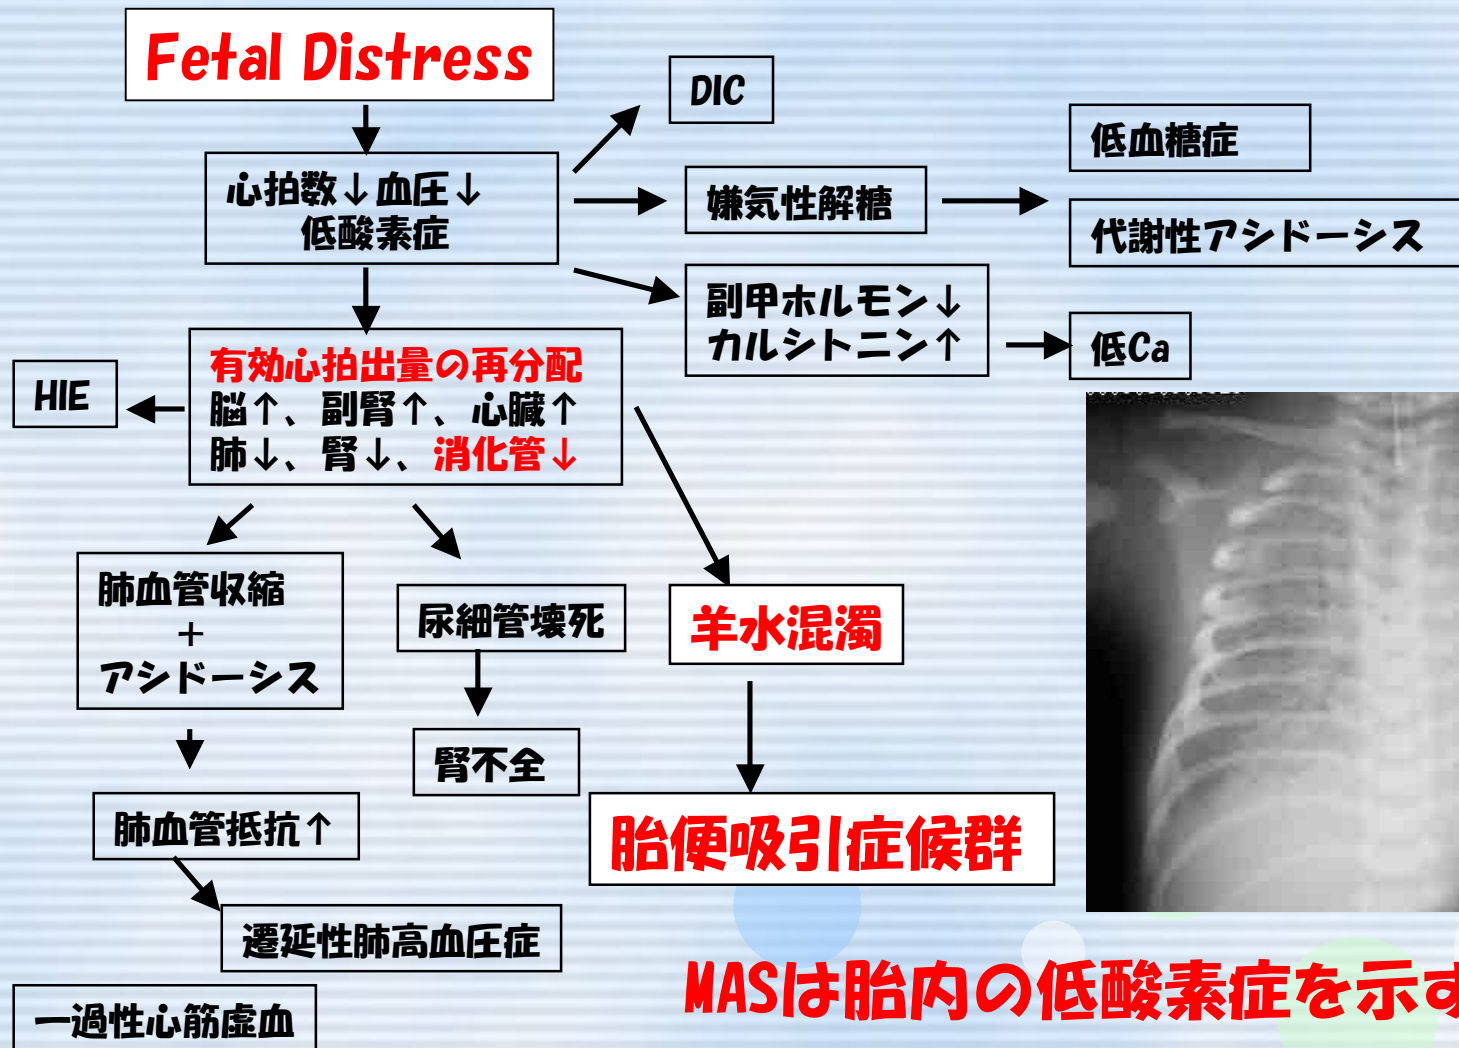 Fetal Distress
DIC
低血糖症
心拍数↓血圧↓
低酸素症
嫌気性解糖
代謝性アシドーシス
副甲ホルモン↓
カルシトニン↑
低Ca
HIE
有効心拍出量の再分配
脳↑、副腎↑、心臓↑
肺↓、腎↓、消化管↓
肺血管収縮
＋
アシドーシス
尿細管壊死
羊水混濁
腎不全
肺血管抵抗↑
胎便吸引症候群
遷延性肺高血圧症
MASは胎内の低酸素症を示す
一過性心筋虚血